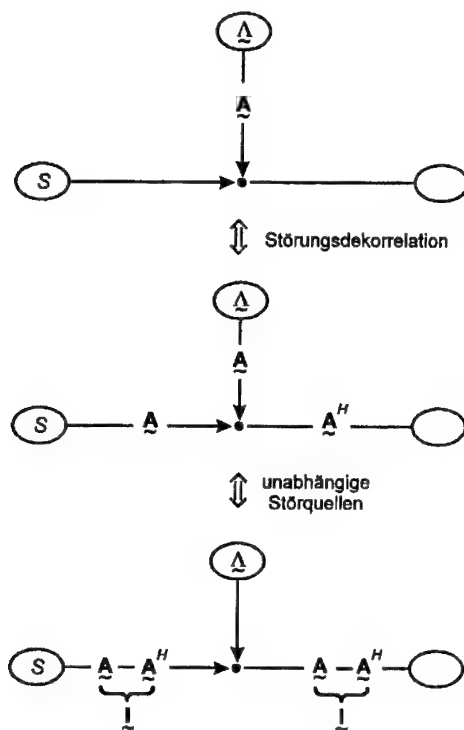 Λ̰
A̰
S
Störungsdekorrelation
Λ̰
A̰
S A̰ A̰ᴴ
unabhängige
Störquellen
Λ̰
S A̰ A̰ᴴ A̰ A̰ᴴ
Ḭ Ḭ